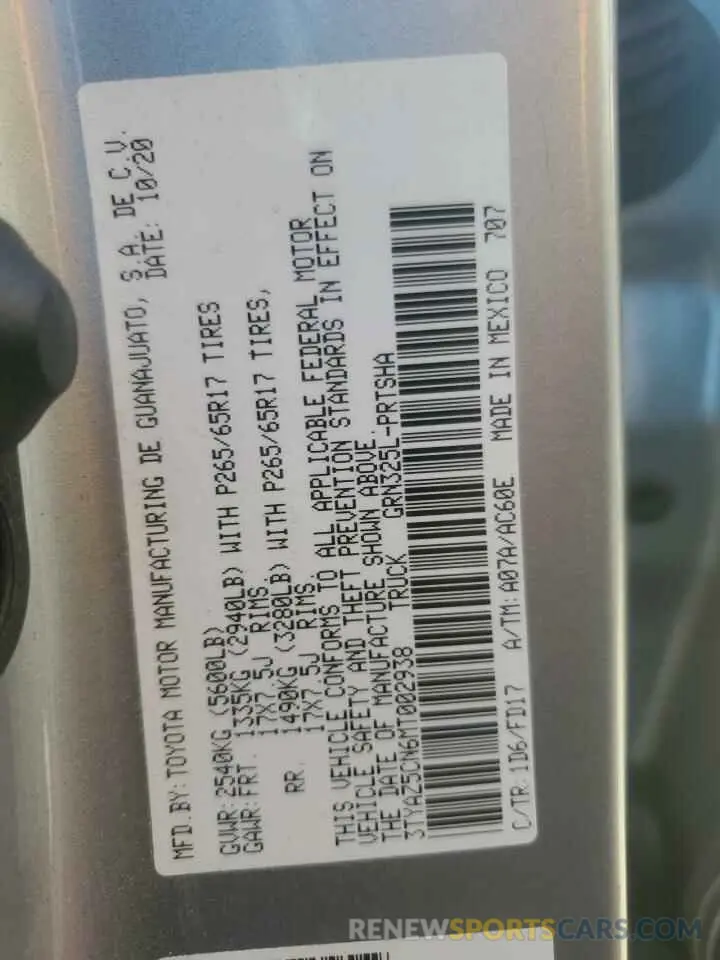 MFD.BY:TOYOTA MOTOR MANUFACTURING DE GUANAJUATO, S.A. DE C.V.
DATE: 10/20
GVWR:2540KG (5600LB)
GAWR:FRT. 1335KG (2940LB) WITH P265/65R17 TIRES
17X7.5J RIMS.
RR. 1490KG (3280LB) WITH P265/65R17 TIRES,
17X7.5J RIMS.
THIS VEHICLE CONFORMS TO ALL APPLICABLE FEDERAL MOTOR
VEHICLE SAFETY AND THEFT PREVENTION STANDARDS IN EFFECT ON
THE DATE OF MANUFACTURE SHOWN ABOVE.
3TYAZ5CN6MT002938 TRUCK GRN325L-PRTSHA
C/TR:1D6/FD17 A/TM:A07A/AC60E MADE IN MEXICO 707
RENEWSPORTSCARS.COM